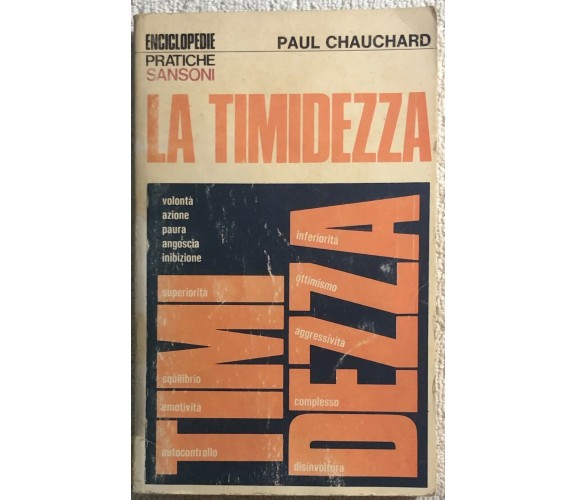 ENCICLOPEDIE
PRATICHE
SANSONI
PAUL CHAUCHARD
LA TIMIDEZZA
volontà
azione
paura
angoscia
inibizione
superiorità
squilibrio
emotività
autocontrollo
TIMI
inferiorità
ottimismo
aggressività
complesso
disinvoltura
DEZZA